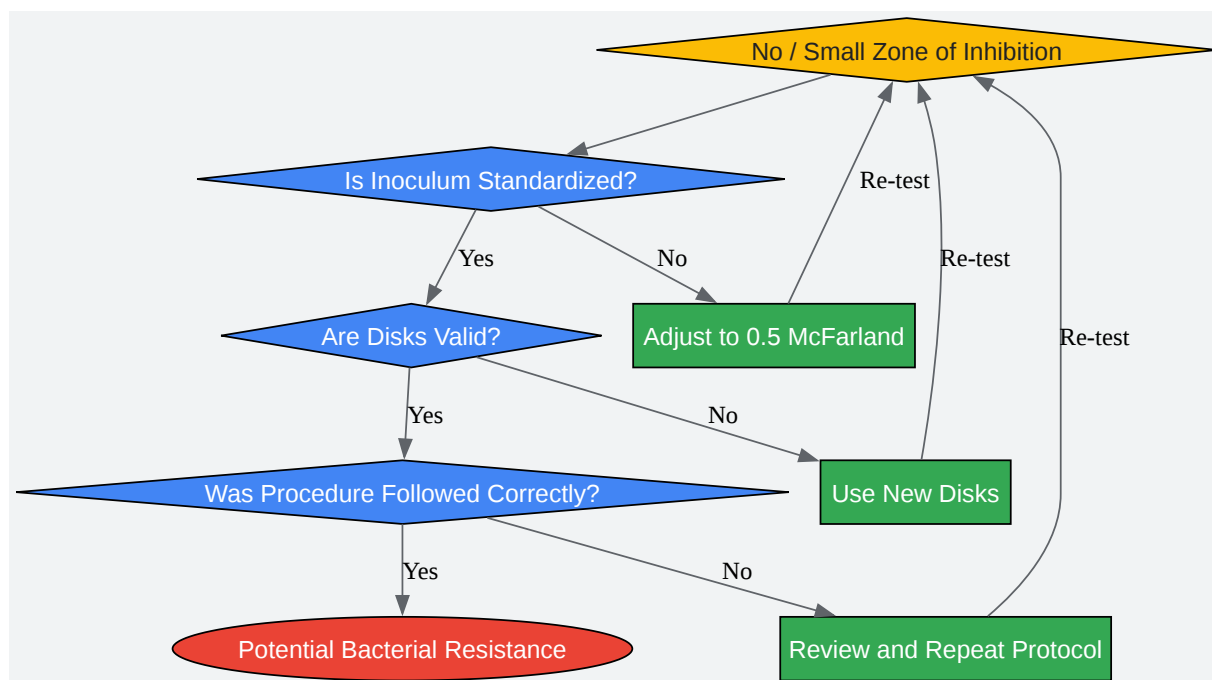 No / Small Zone of Inhibition
Is Inoculum Standardized?
Re-test
Yes
No
Re-test
Are Disks Valid?
Adjust to 0.5 McFarland
Re-test
Yes
No
Was Procedure Followed Correctly?
Use New Disks
Yes
No
Potential Bacterial Resistance
Review and Repeat Protocol